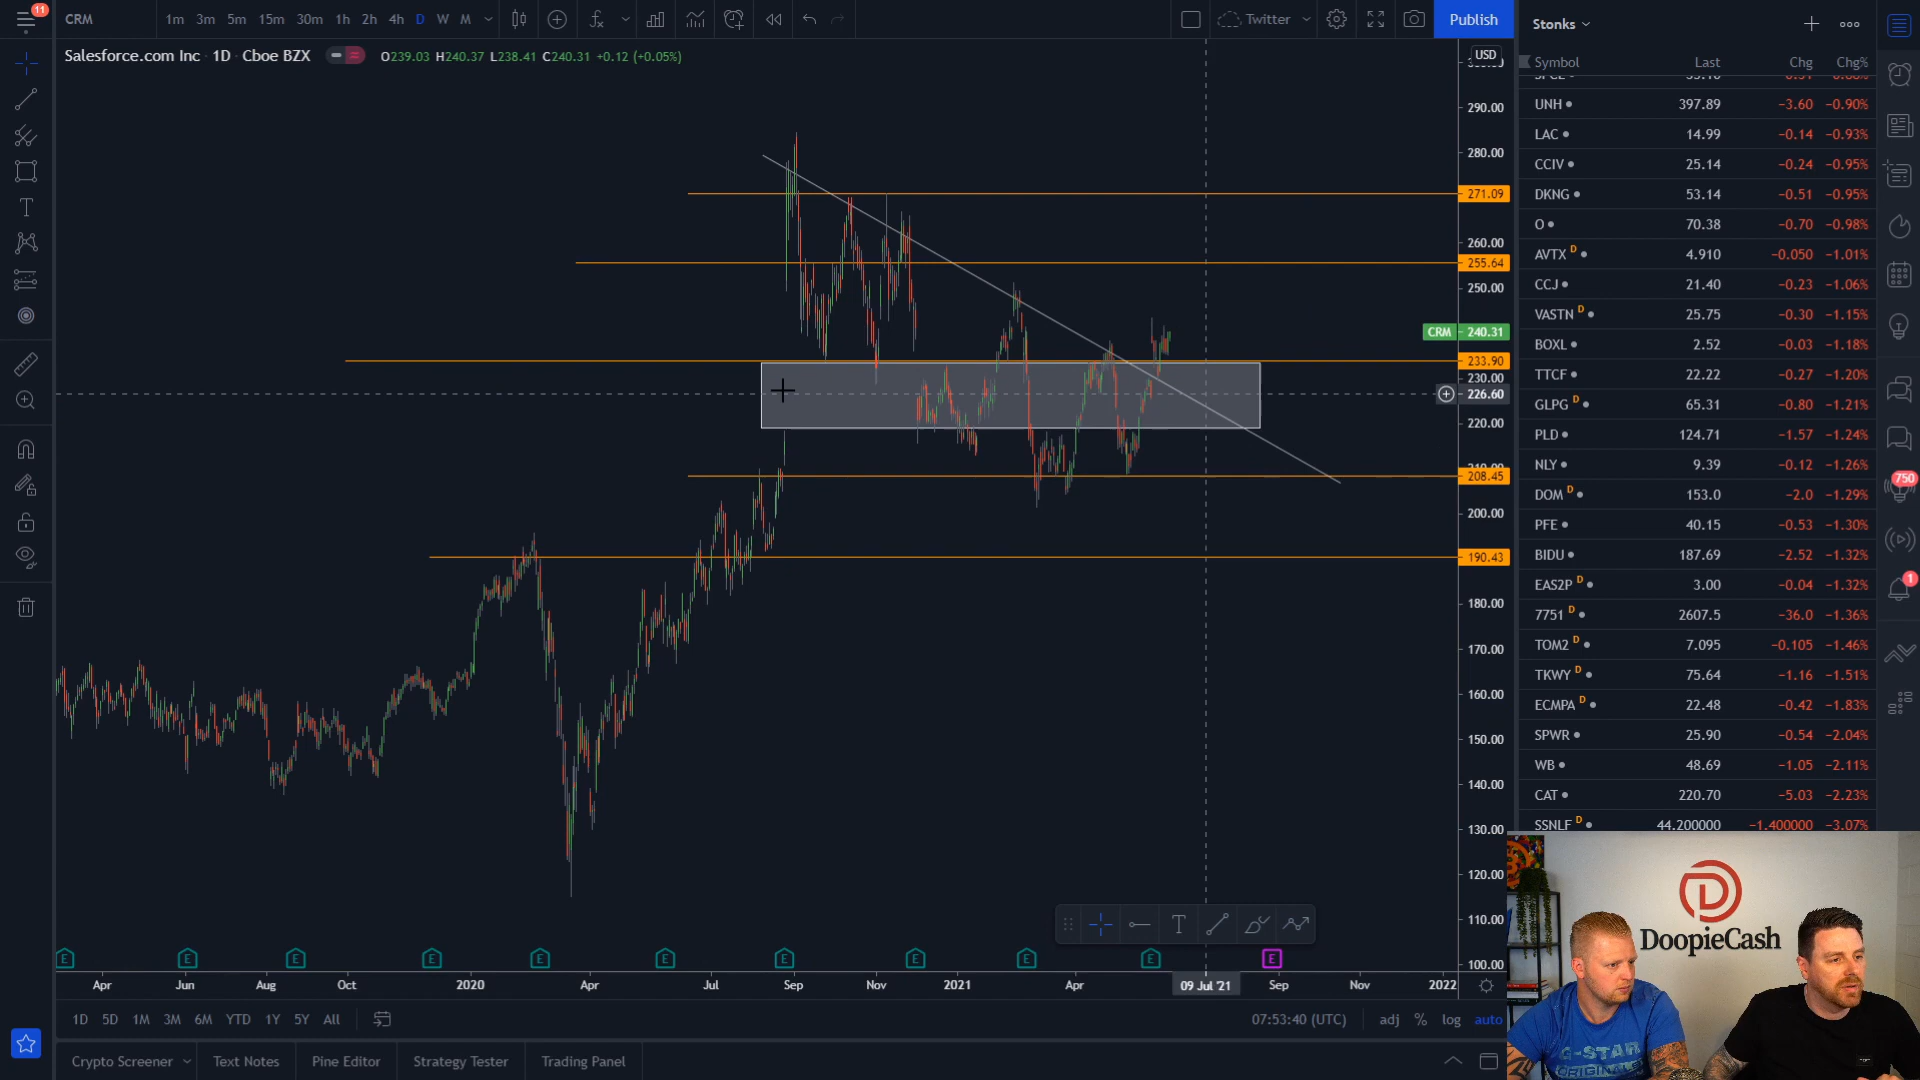 11
CRM
1m 3m 5m 15m 30m 1h 2h 4h D W M
Twitter
Publish
Stonks
Salesforce.com Inc · 1D · Cboe BZX
O239.03 H240.37 L238.41 C240.31 +0.12 (+0.05%)
USD
Symbol Last Chg Chg%
UNH 397.89 −3.60 −0.90%
LAC 14.99 −0.14 −0.93%
CCIV 25.14 −0.24 −0.95%
DKNG 53.14 −0.51 −0.95%
O 70.38 −0.70 −0.98%
AVTX D 4.910 −0.050 −1.01%
CCJ 21.40 −0.23 −1.06%
VASTN D 25.75 −0.30 −1.15%
BOXL 2.52 −0.03 −1.18%
TTCF 22.22 −0.27 −1.20%
GLPG D 65.31 −0.80 −1.21%
PLD 124.71 −1.57 −1.24%
NLY 9.39 −0.12 −1.26%
DOM D 153.0 −2.0 −1.29%
PFE 40.15 −0.53 −1.30%
BIDU 187.69 −2.52 −1.32%
EAS2P D 3.00 −0.04 −1.32%
7751 D 2607.5 −36.0 −1.36%
TOM2 D 7.095 −0.105 −1.46%
TKWY D 75.64 −1.16 −1.51%
ECMPA D 22.48 −0.42 −1.83%
SPWR 25.90 −0.54 −2.04%
WB 48.69 −1.05 −2.11%
CAT 220.70 −5.03 −2.23%
SSNLF D 44.200000 −1.400000 −3.07%
750
1
290.00
280.00
271.09
260.00
255.64
250.00
CRM 240.31
233.90
230.00
226.60
220.00
208.45
200.00
190.43
180.00
170.00
160.00
150.00
140.00
130.00
120.00
110.00
100.00
T
T
E E E E E E E E E E E
Apr Jun Aug Oct 2020 Apr Jul Sep Nov 2021 Apr 09 Jul '21 Sep Nov 2022
1D 5D 1M 3M 6M YTD 1Y 5Y All
07:53:40 (UTC) adj % log auto
Crypto Screener Text Notes Pine Editor Strategy Tester Trading Panel
DoopieCash
G-STAR
ORIGINALS